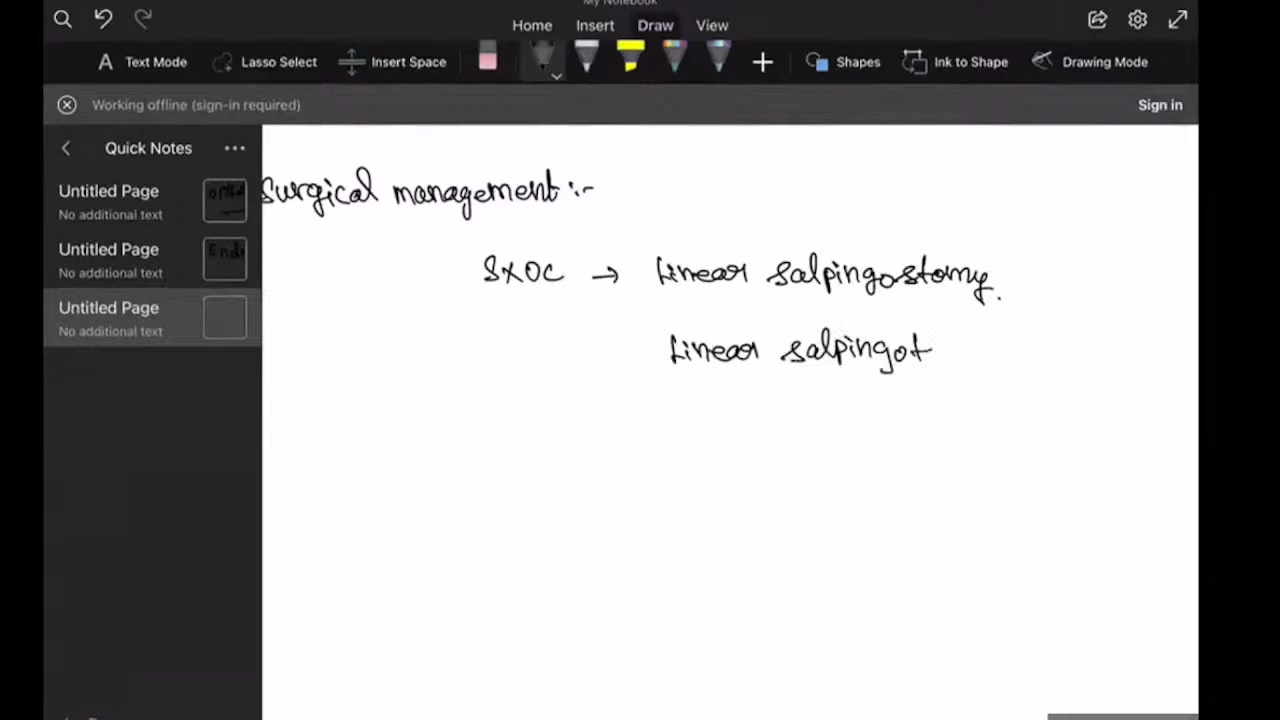 My Notebook
Home Insert Draw View
Text Mode Lasso Select Insert Space Shapes Ink to Shape Drawing Mode
Working offline (sign-in required) Sign in
Quick Notes
Untitled Page
No additional text
Untitled Page
No additional text
Untitled Page
No additional text
Surgical management :-
SXOC → Linear salpingostomy.
Linear salpingot